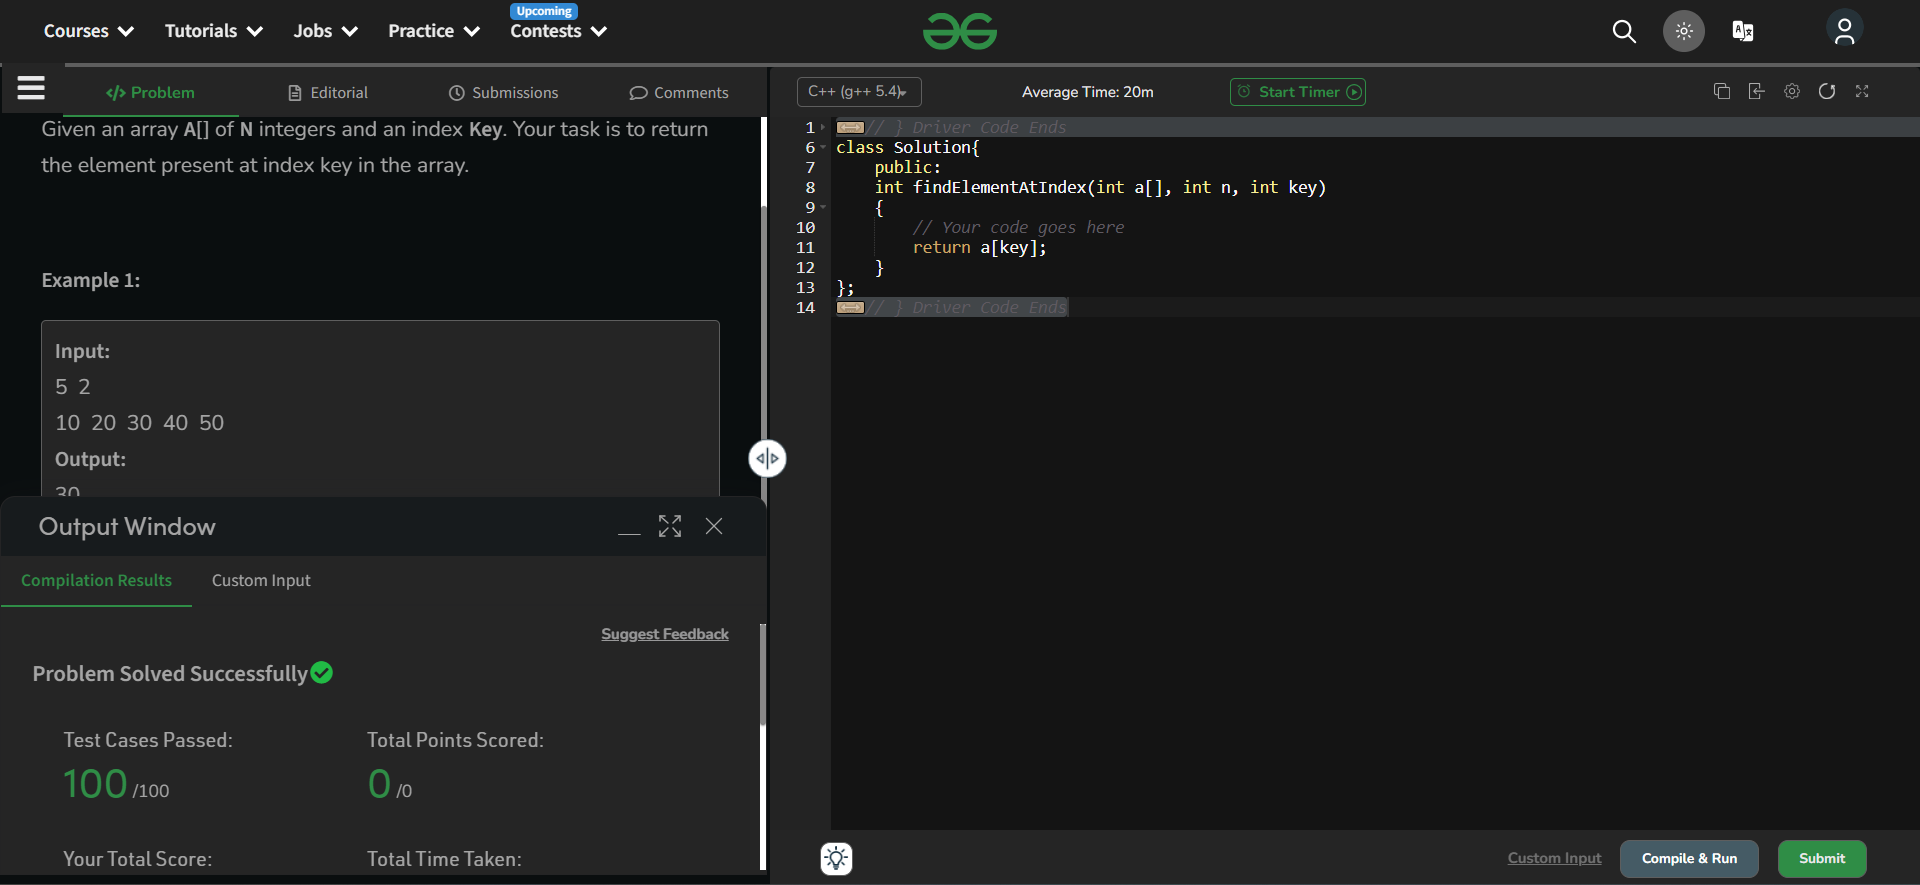 Courses
Tutorials
Jobs
Practice
Upcoming
Contests
Problem
Editorial
Submissions
Comments
Given an array A[] of N integers and an index Key. Your task is to return
the element present at index key in the array.
Example 1:
Input:
5 2
10 20 30 40 50
Output:
30
Output Window
Compilation Results
Custom Input
Suggest Feedback
Problem Solved Successfully
Test Cases Passed:
100 /100
Total Points Scored:
0 /0
Your Total Score:
Total Time Taken:
C++ (g++ 5.4)
Average Time: 20m
Start Timer
1 // } Driver Code Ends
6 class Solution{
7 public:
8 int findElementAtIndex(int a[], int n, int key)
9 {
10 // Your code goes here
11 return a[key];
12 }
13 };
14 // } Driver Code Ends
Custom Input
Compile & Run
Submit